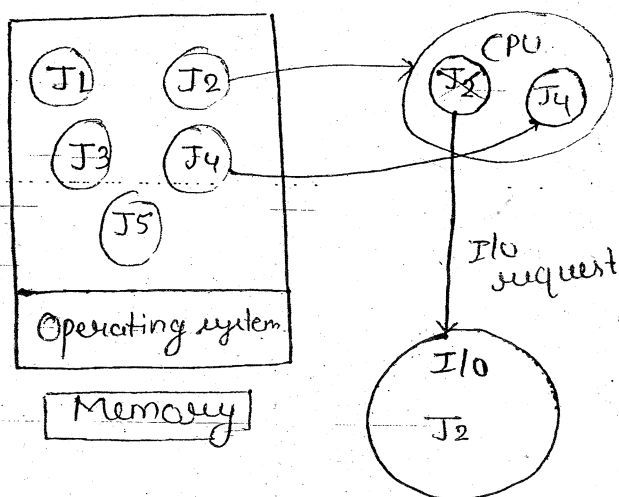 J1
J2
J3
J4
J5
Operating system
Memory
CPU
J2
J4
I/O
request
I/O
J2